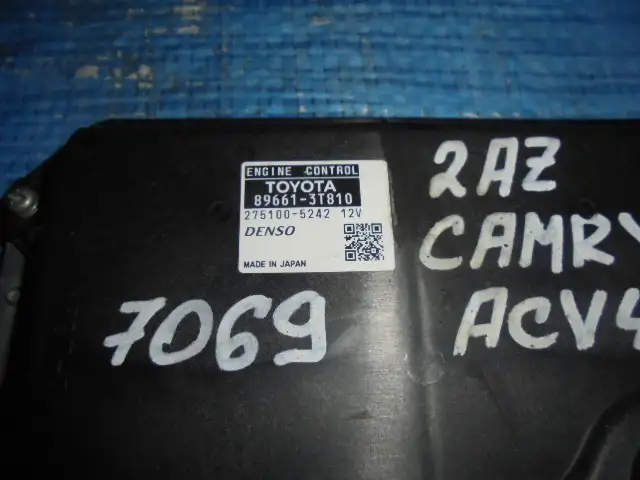 ENGINE CONTROL
TOYOTA
89661-3T810
275100-5242 12V
DENSO
MADE IN JAPAN
2AZ
CAMRY
ACV4
7069